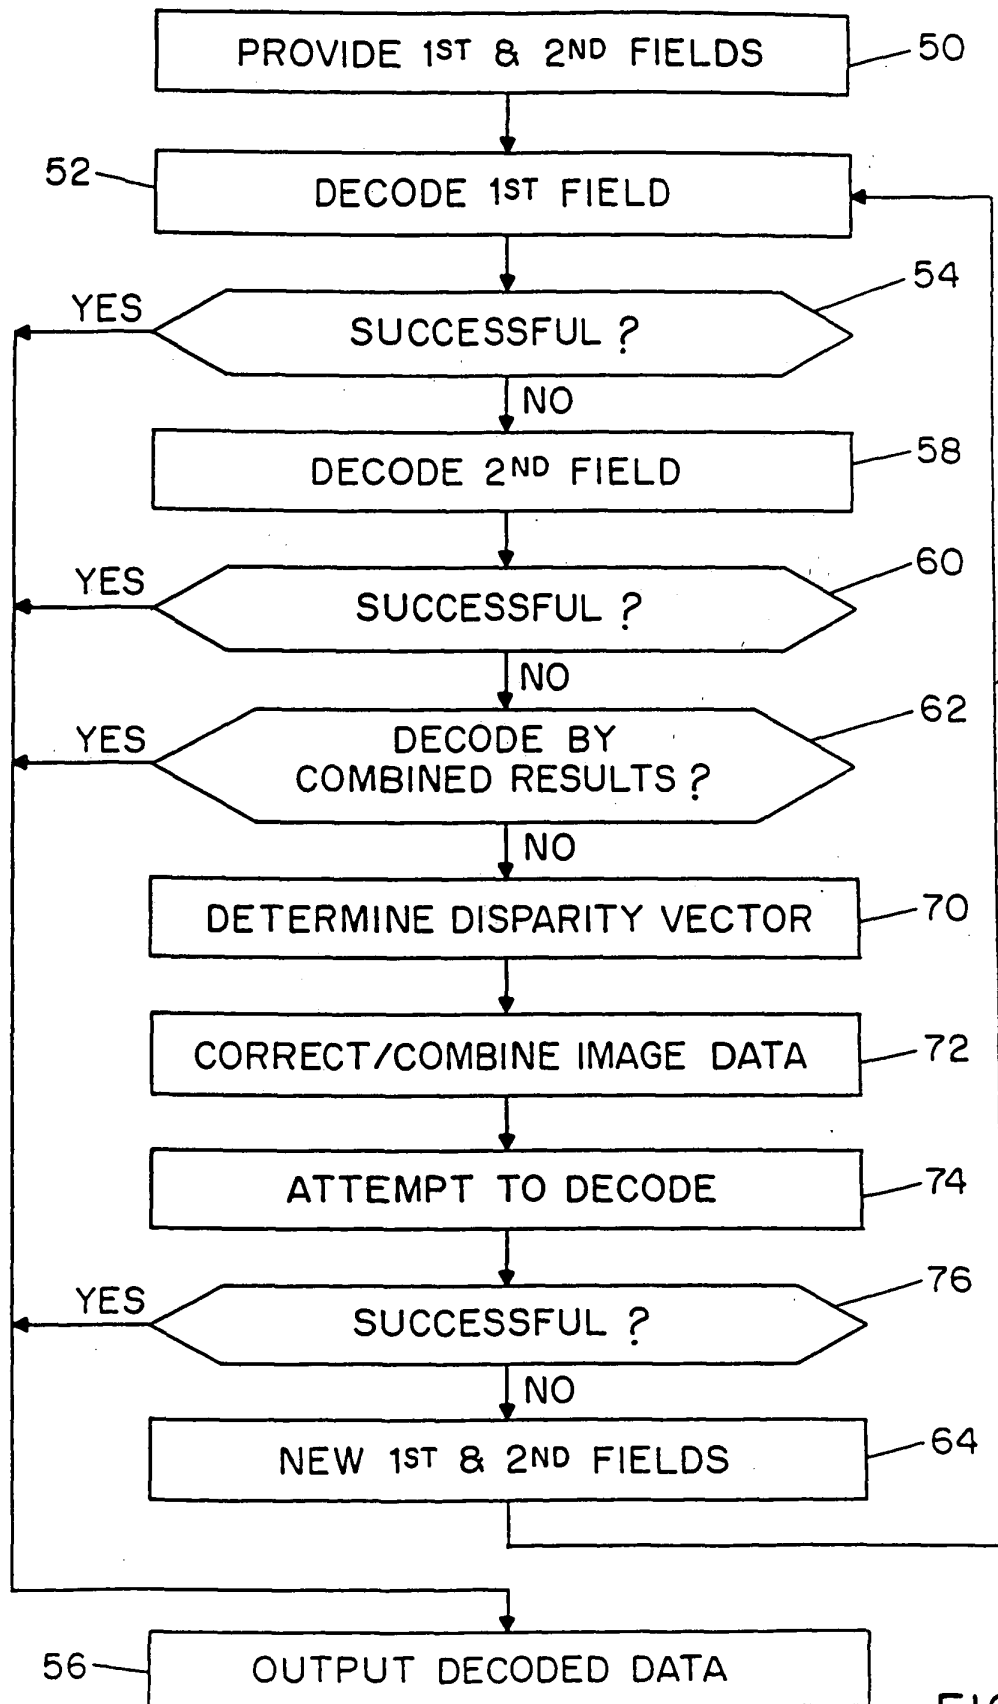 PROVIDE 1ST & 2ND FIELDS
50
52
DECODE 1ST FIELD
54
YES
SUCCESSFUL ?
NO
58
DECODE 2ND FIELD
60
YES
SUCCESSFUL ?
NO
62
YES
DECODE BY
COMBINED RESULTS ?
NO
DETERMINE DISPARITY VECTOR
70
CORRECT/COMBINE IMAGE DATA
72
ATTEMPT TO DECODE
74
76
YES
SUCCESSFUL ?
NO
64
NEW 1ST & 2ND FIELDS
56
OUTPUT DECODED DATA